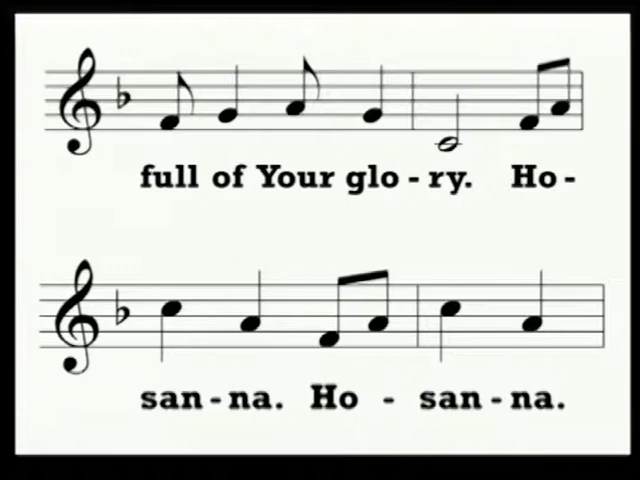 full of Your glo - ry. Ho -
san - na. Ho - san - na.